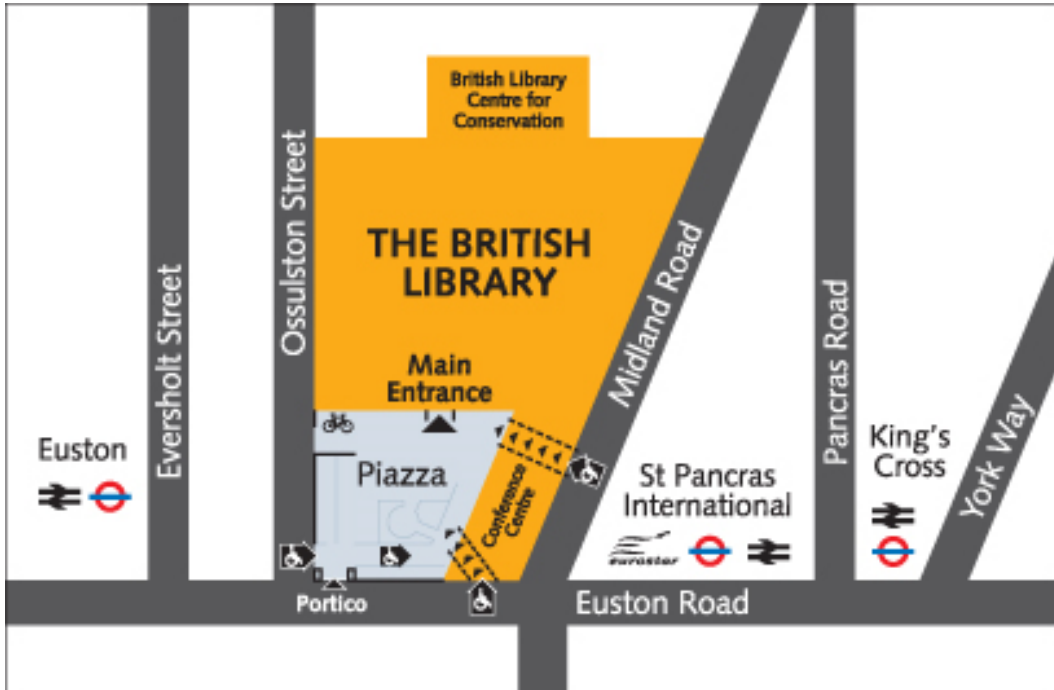 British Library
Centre for
Conservation
THE BRITISH
LIBRARY
Main
Entrance
Piazza
Conference
Centre
Portico
Eversholt Street
Ossulston Street
Midland Road
Pancras Road
York Way
Euston Road
Euston
St Pancras
International
eurostar
King's
Cross